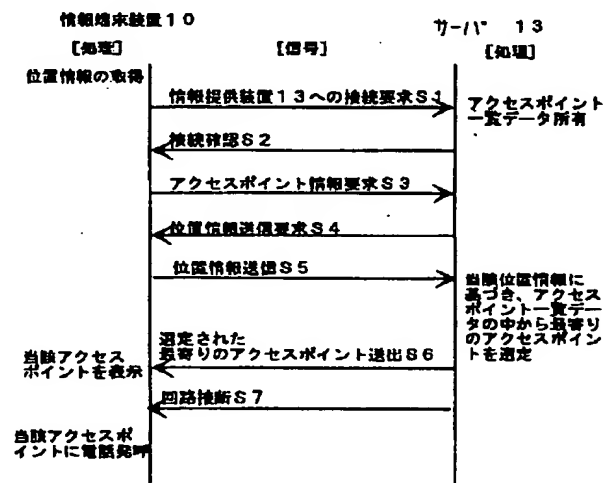 情報端末装置10
サーバ 13
[処理]
[信号]
[処理]
位置情報の取得
情報提供装置13への接続要求S1
アクセスポイント
一覧データ所有
接続確認S2
アクセスポイント情報要求S3
位置情報送信要求S4
位置情報送信S5
当該位置情報に
基づき、アクセス
ポイント一覧デー
タの中から最寄り
のアクセスポイン
トを選定
選定された
最寄りのアクセスポイント送出S6
当該アクセス
ポイントを表示
回路接断S7
当該アクセスポ
イントに電話発呼